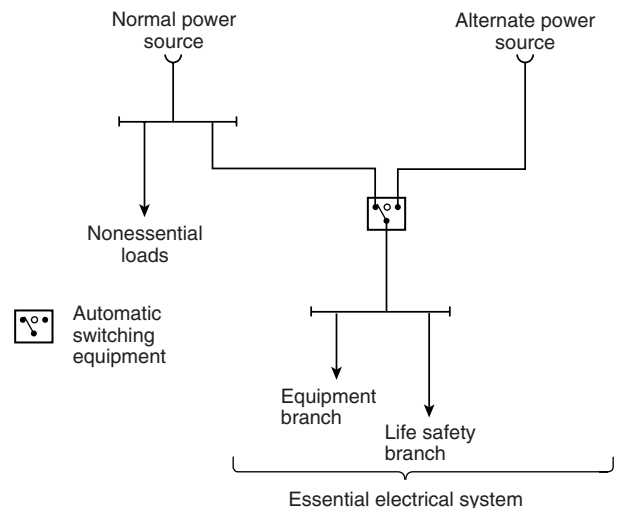 Normal power
source
Alternate power
source
Nonessential
loads
Automatic
switching
equipment
Equipment
branch
Life safety
branch
Essential electrical system